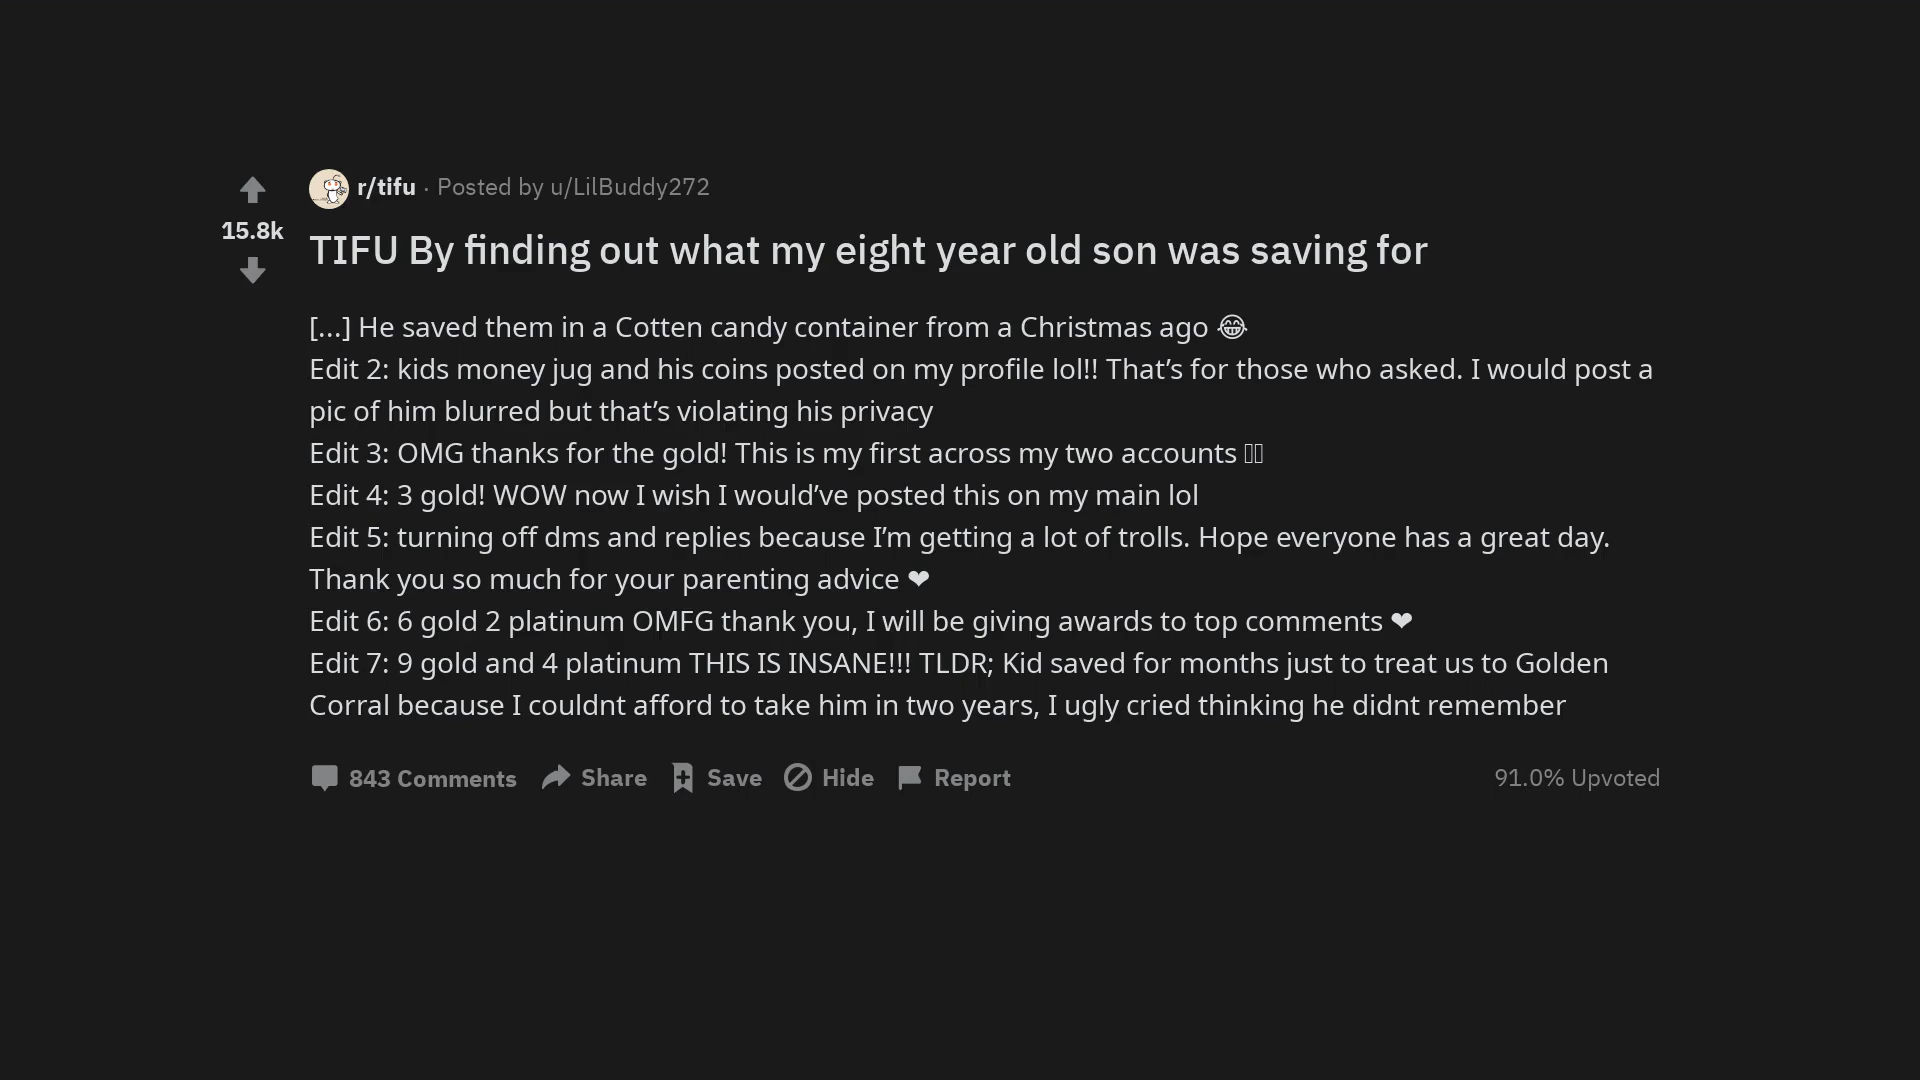 r/tifu · Posted by u/LilBuddy272
15.8k
TIFU By finding out what my eight year old son was saving for
[...] He saved them in a Cotten candy container from a Christmas ago 😂
Edit 2: kids money jug and his coins posted on my profile lol!! That’s for those who asked. I would post a
pic of him blurred but that’s violating his privacy
Edit 3: OMG thanks for the gold! This is my first across my two accounts
Edit 4: 3 gold! WOW now I wish I would’ve posted this on my main lol
Edit 5: turning off dms and replies because I’m getting a lot of trolls. Hope everyone has a great day.
Thank you so much for your parenting advice ❤
Edit 6: 6 gold 2 platinum OMFG thank you, I will be giving awards to top comments ❤
Edit 7: 9 gold and 4 platinum THIS IS INSANE!!! TLDR; Kid saved for months just to treat us to Golden
Corral because I couldnt afford to take him in two years, I ugly cried thinking he didnt remember
843 Comments Share Save Hide Report 91.0% Upvoted